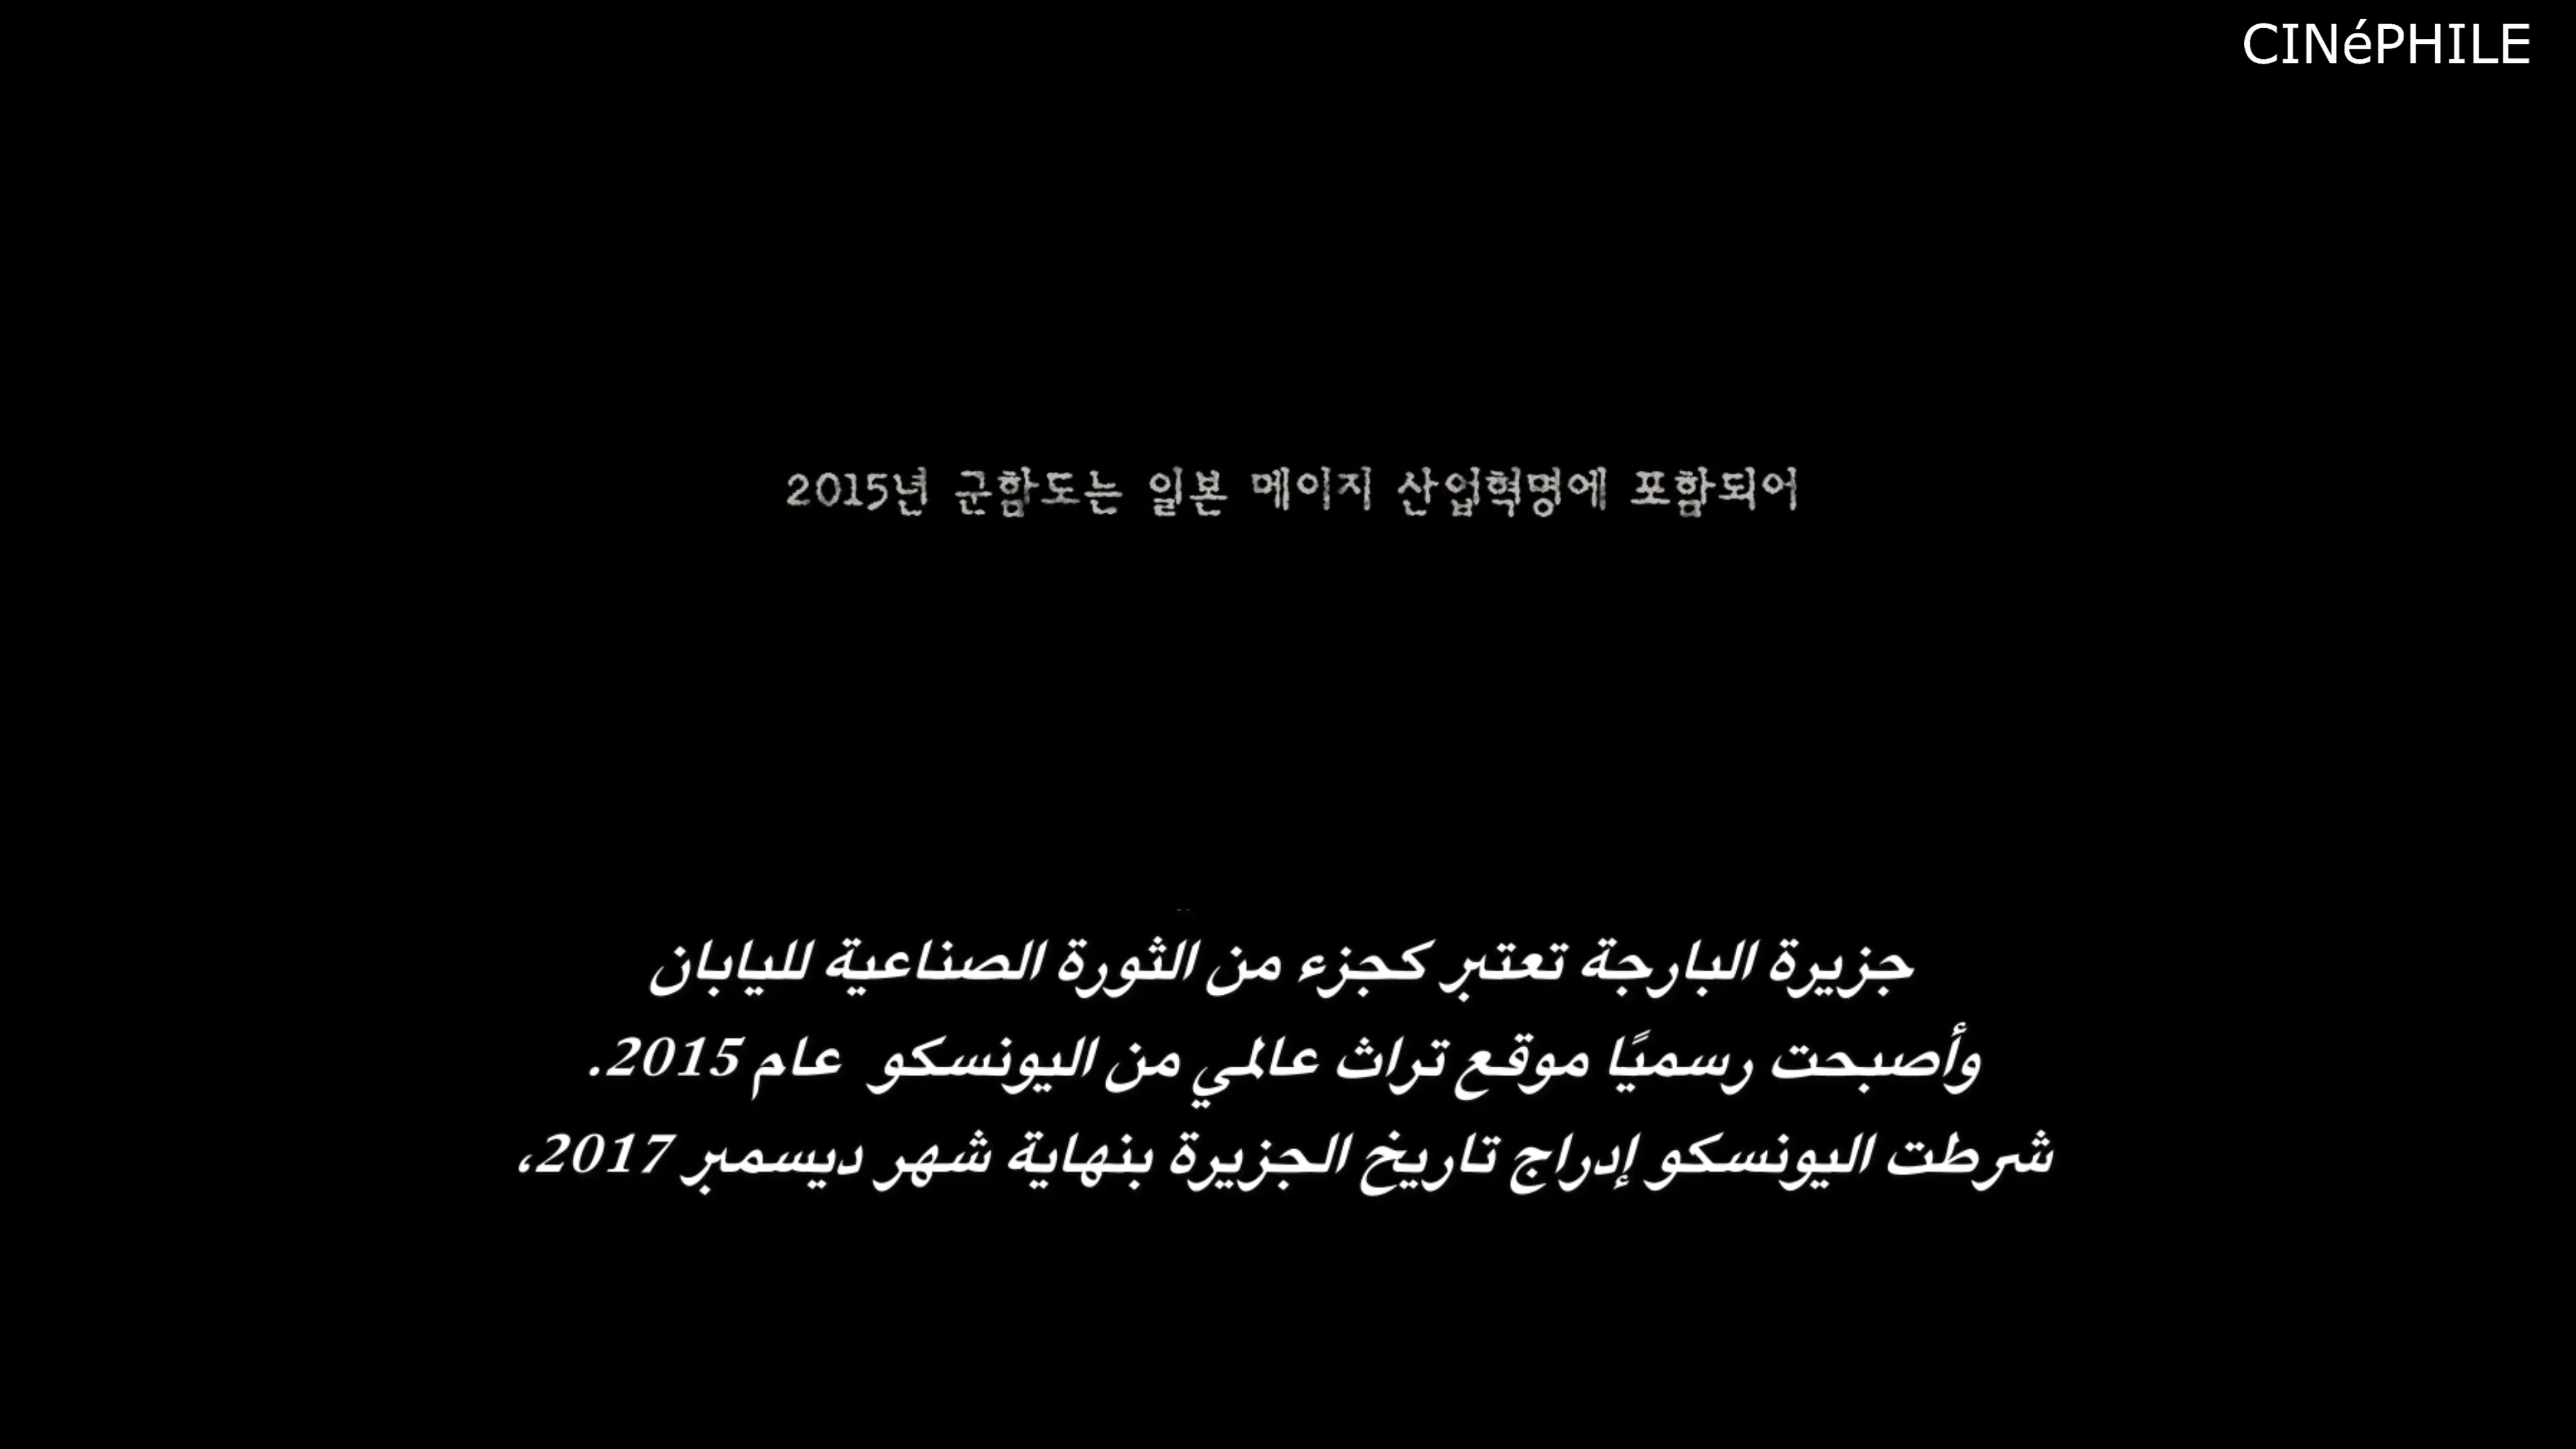 CINéPHILE
2015년 군함도는 일본 메이지 산업혁명에 포함되어
جزيرة البارجة تعتبر كجزء من الثورة الصناعية لليابان
وأصبحت رسميًا موقع تراث عالمي من اليونسكو عام 2015.
شرطت اليونسكو إدراج تاريخ الجزيرة بنهاية شهر ديسمبر 2017،